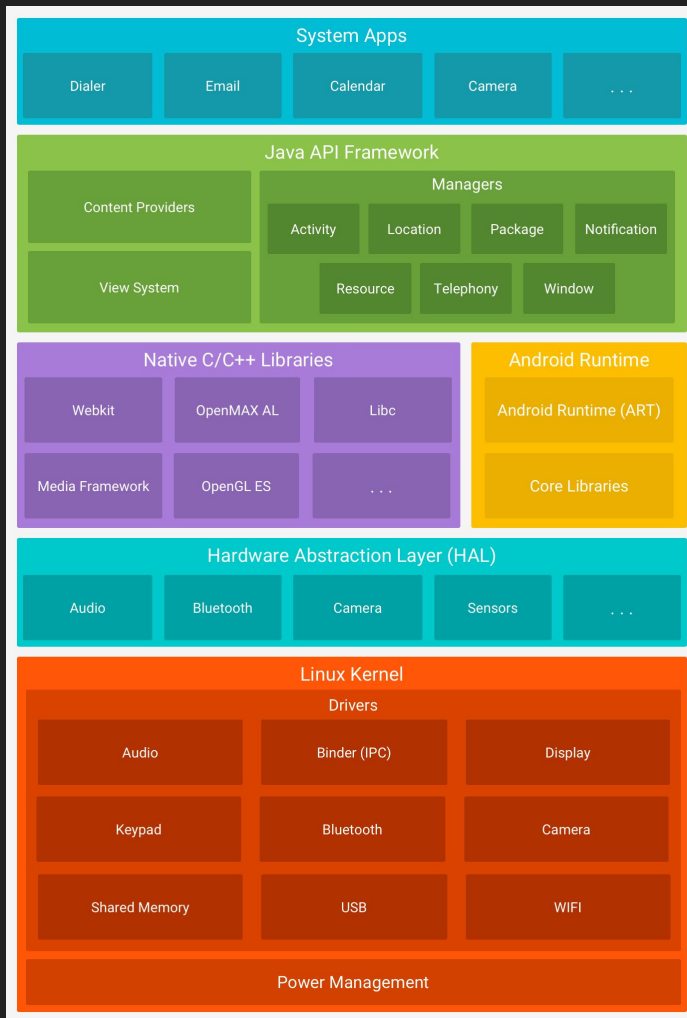 System Apps
Dialer
Email
Calendar
Camera
. . .
Java API Framework
Content Providers
View System
Managers
Activity
Location
Package
Notification
Resource
Telephony
Window
Native C/C++ Libraries
Webkit
OpenMAX AL
Libc
Media Framework
OpenGL ES
. . .
Android Runtime
Android Runtime (ART)
Core Libraries
Hardware Abstraction Layer (HAL)
Audio
Bluetooth
Camera
Sensors
. . .
Linux Kernel
Drivers
Audio
Binder (IPC)
Display
Keypad
Bluetooth
Camera
Shared Memory
USB
WIFI
Power Management